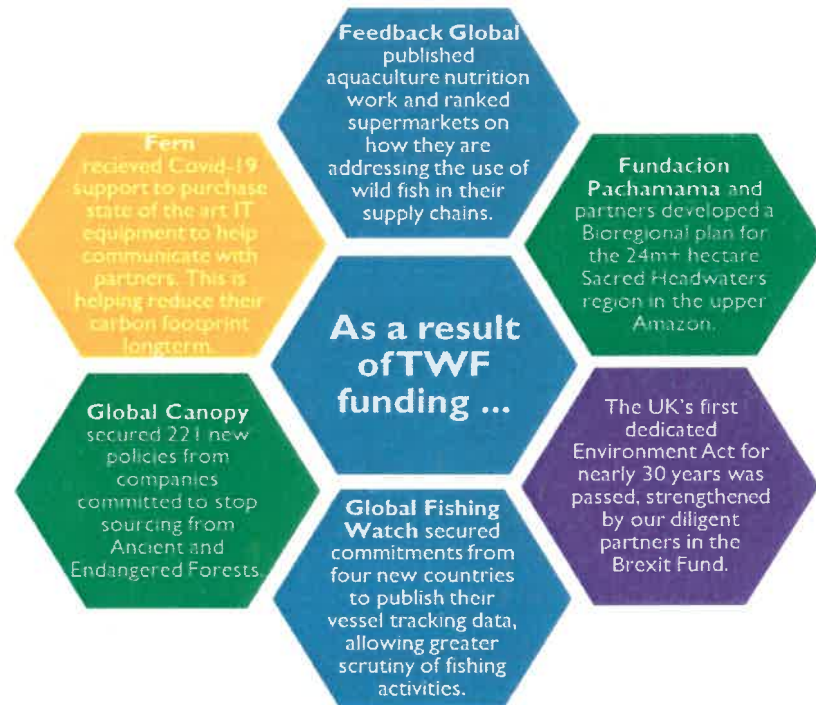 Feedback Global
published
aquaculture nutrition
work and ranked
supermarkets on
how they are
addressing the use of
wild fish in their
supply chains.
Fern
recieved Covid-19
support to purchase
state of the art IT
equipment to help
communicate with
partners. This is
helping reduce their
carbon footprint
longterm.
Fundación
Pachamama and
partners developed a
Bioregional plan for
the 24m+ hectare
Sacred Headwaters
region in the upper
Amazon.
As a result
of TWF
funding ...
Global Canopy
secured 221 new
policies from
companies
committed to stop
sourcing from
Ancient and
Endangered Forests.
The UK's first
dedicated
Environment Act for
nearly 30 years was
passed, strengthened
by our diligent
partners in the
Brexit Fund.
Global Fishing
Watch secured
commitments from
four new countries
to publish their
vessel tracking data,
allowing greater
scrutiny of fishing
activities.